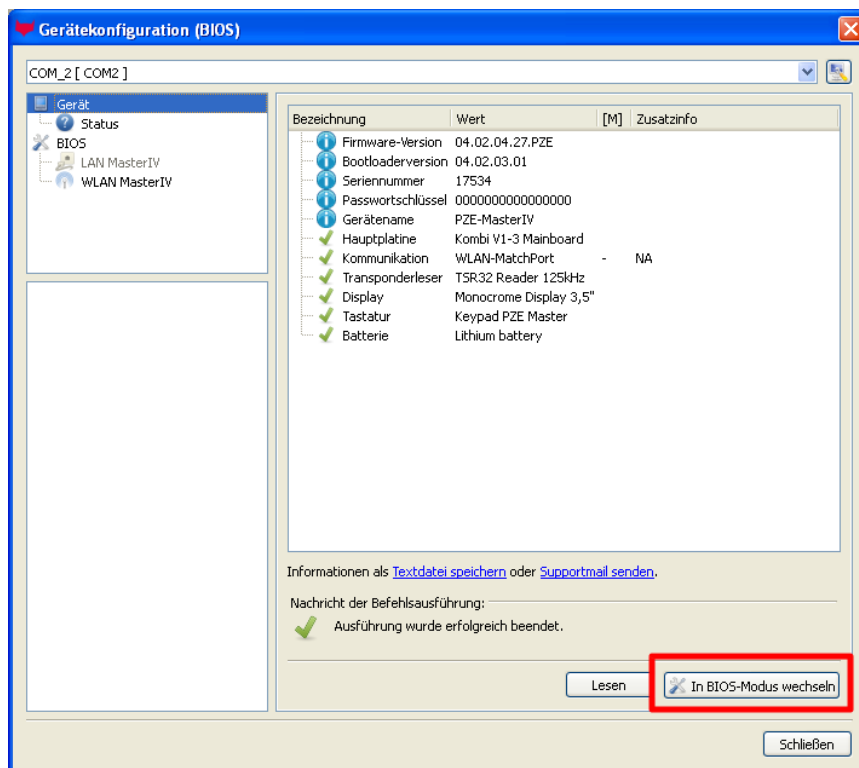 Gerätekonfiguration (BIOS)
COM_2 [ COM2 ]
Gerät
Status
BIOS
LAN MasterIV
WLAN MasterIV
Bezeichnung Wert [M] Zusatzinfo
Firmware-Version 04.02.04.27.PZE
Bootloaderversion 04.02.03.01
Seriennummer 17534
Passwortschlüssel 0000000000000000
Gerätename PZE-MasterIV
Hauptplatine Kombi V1-3 Mainboard
Kommunikation WLAN-MatchPort - NA
Transponderleser TSR32 Reader 125kHz
Display Monocrome Display 3,5"
Tastatur Keypad PZE Master
Batterie Lithium battery
Informationen als Textdatei speichern oder Supportmail senden.
Nachricht der Befehlsausführung:
Ausführung wurde erfolgreich beendet.
Lesen In BIOS-Modus wechseln
Schließen